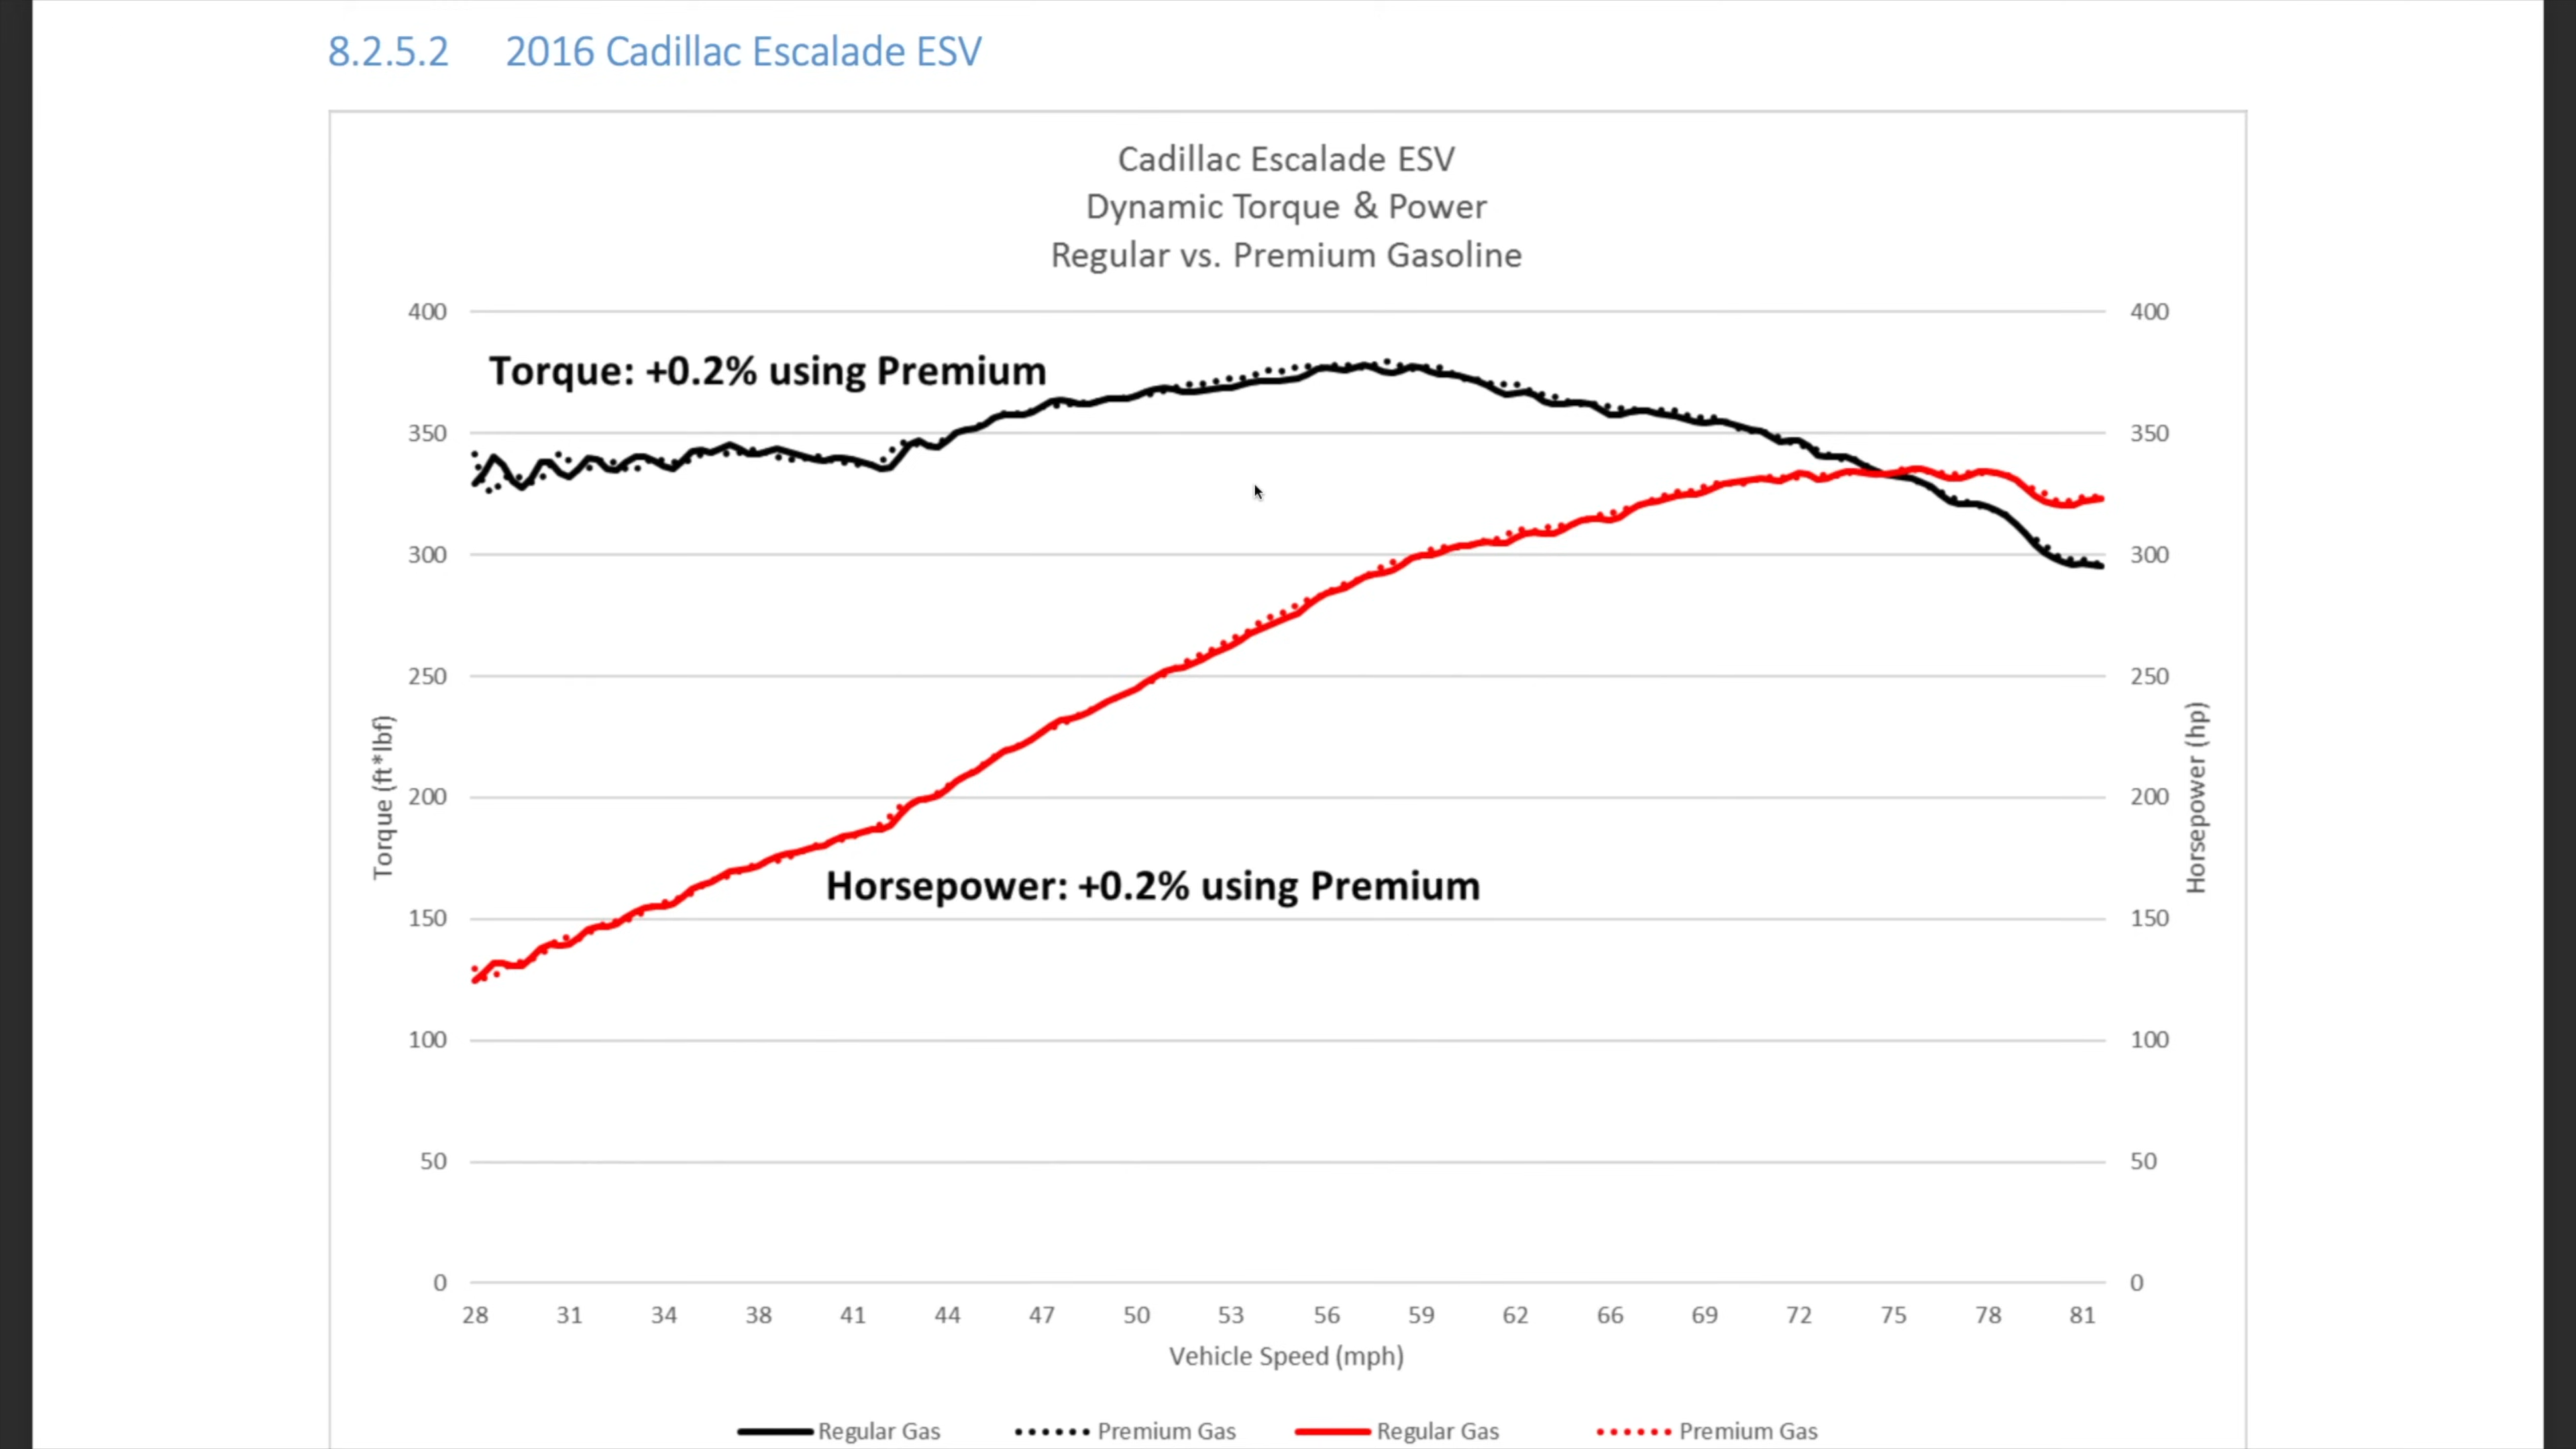 8.2.5.2 2016 Cadillac Escalade ESV
Cadillac Escalade ESV
Dynamic Torque & Power
Regular vs. Premium Gasoline
400 400
Torque: +0.2% using Premium
350 350
300 300
250 250
Torque (ft*lbf)
Horsepower (hp)
200 200
Horsepower: +0.2% using Premium
150 150
100 100
50 50
0 0
28 31 34 38 41 44 47 50 53 56 59 62 66 69 72 75 78 81
Vehicle Speed (mph)
Regular Gas Premium Gas Regular Gas Premium Gas